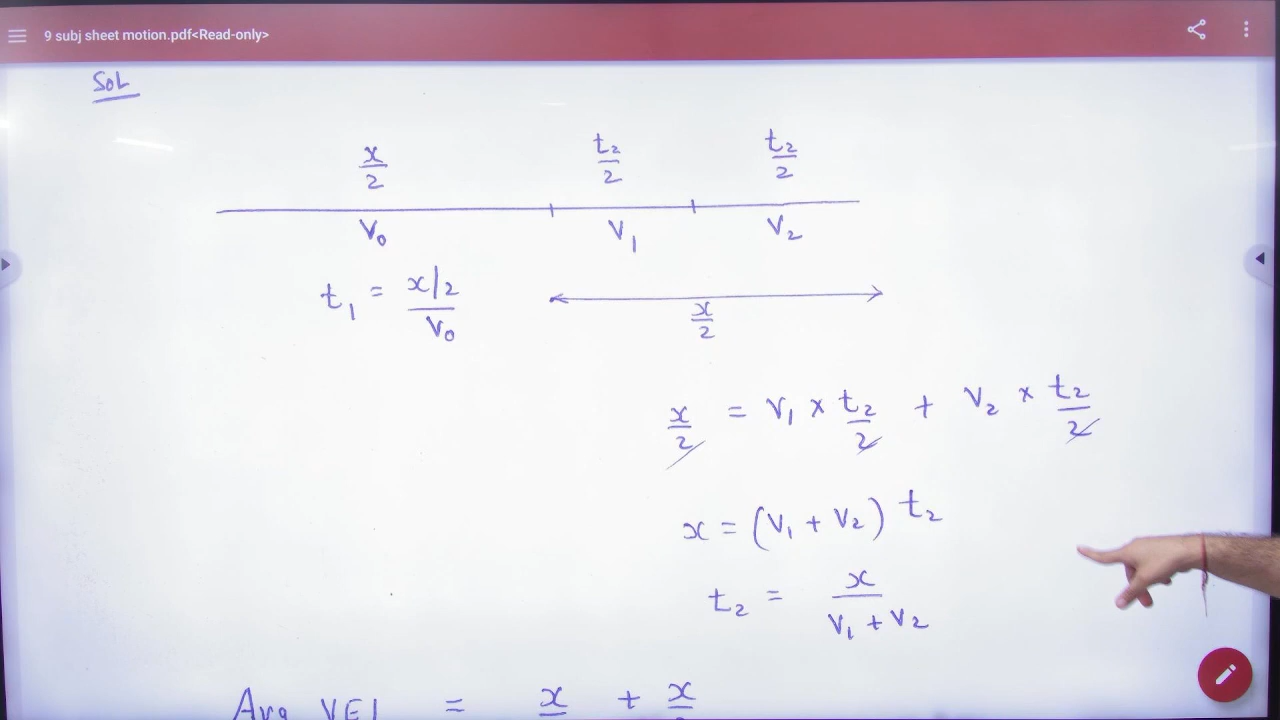 9 subj sheet motion.pdf<Read-only>
SOL
x/2 t₂/2 t₂/2
V₀ V₁ V₂
t₁ = x/2 / V₀
x/2
x/2 = V₁ × t₂/2 + V₂ × t₂/2
x = (V₁ + V₂) t₂
t₂ = x / V₁ + V₂
Avg VEL = x + x